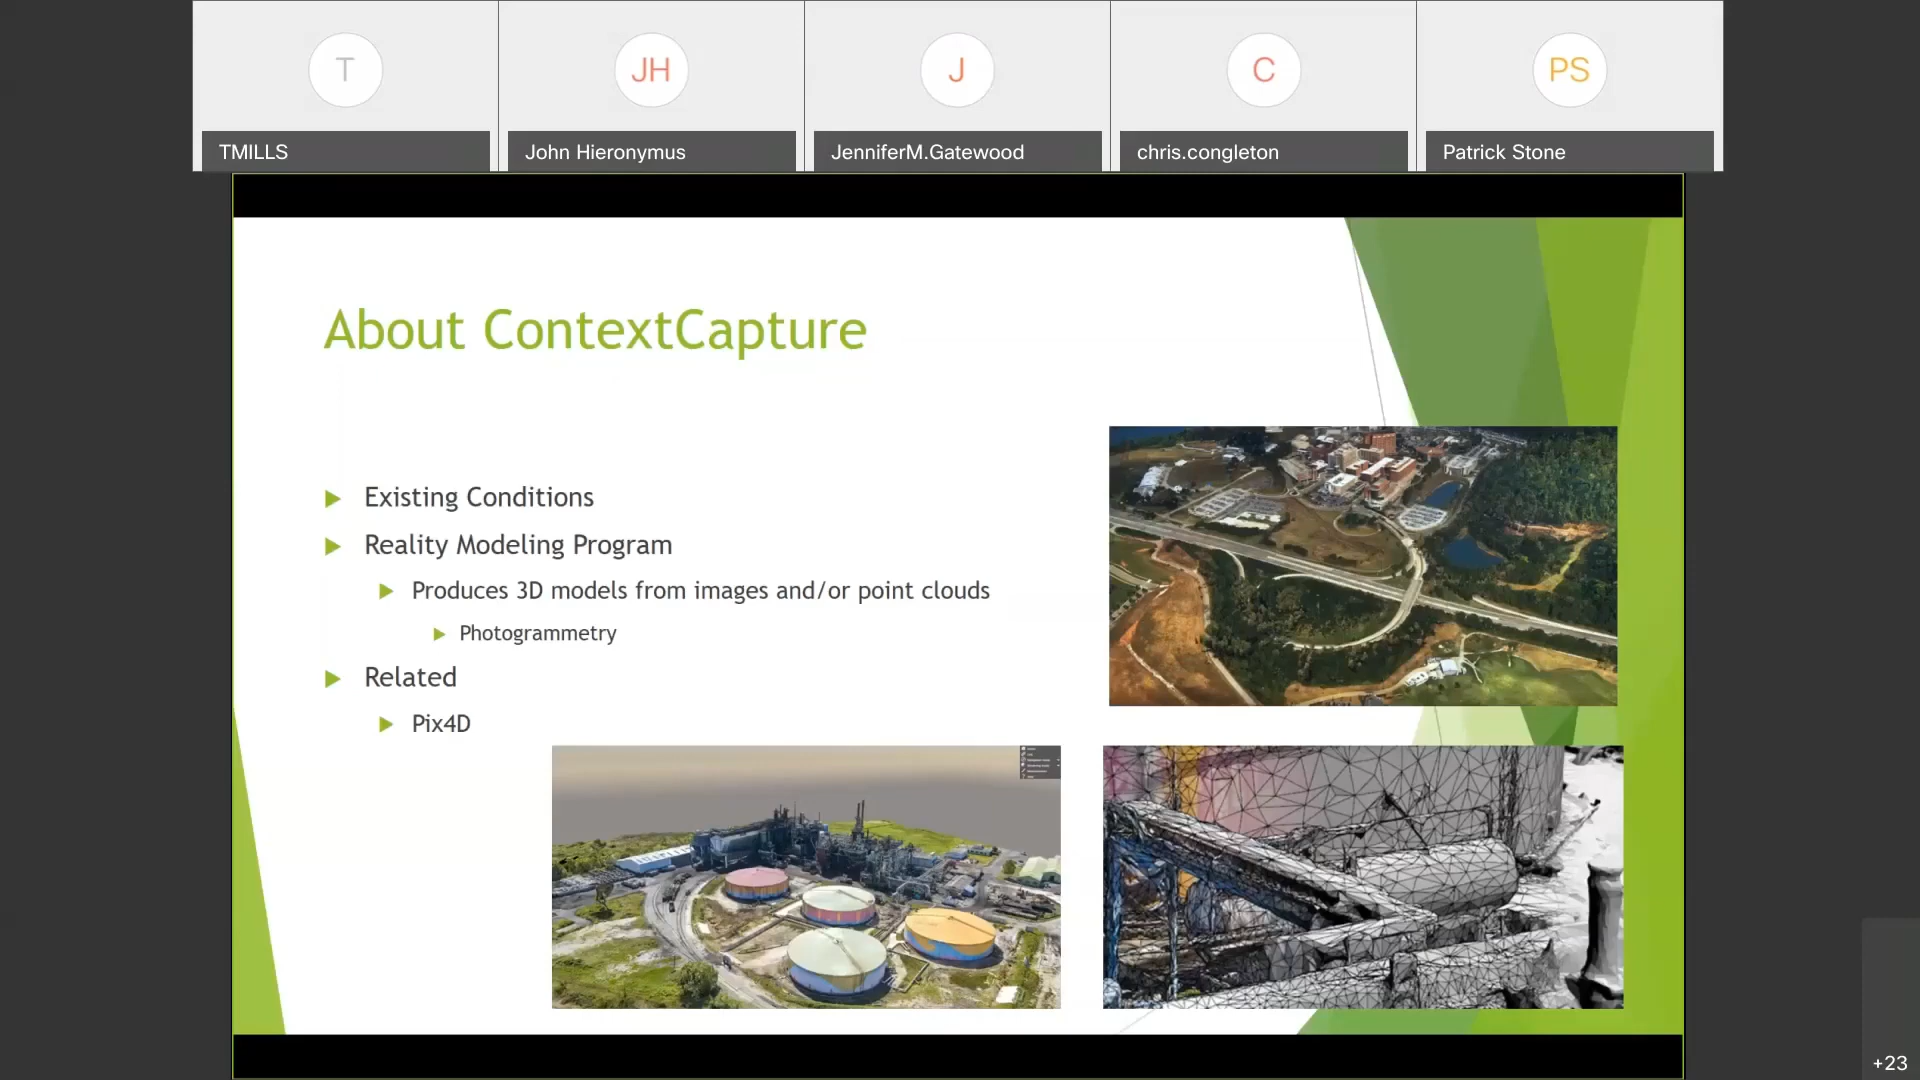 T
JH
J
C
PS
TMILLS
John Hieronymus
JenniferM.Gatewood
chris.congleton
Patrick Stone
About ContextCapture
Existing Conditions
Reality Modeling Program
Produces 3D models from images and/or point clouds
Photogrammetry
Related
Pix4D
+23